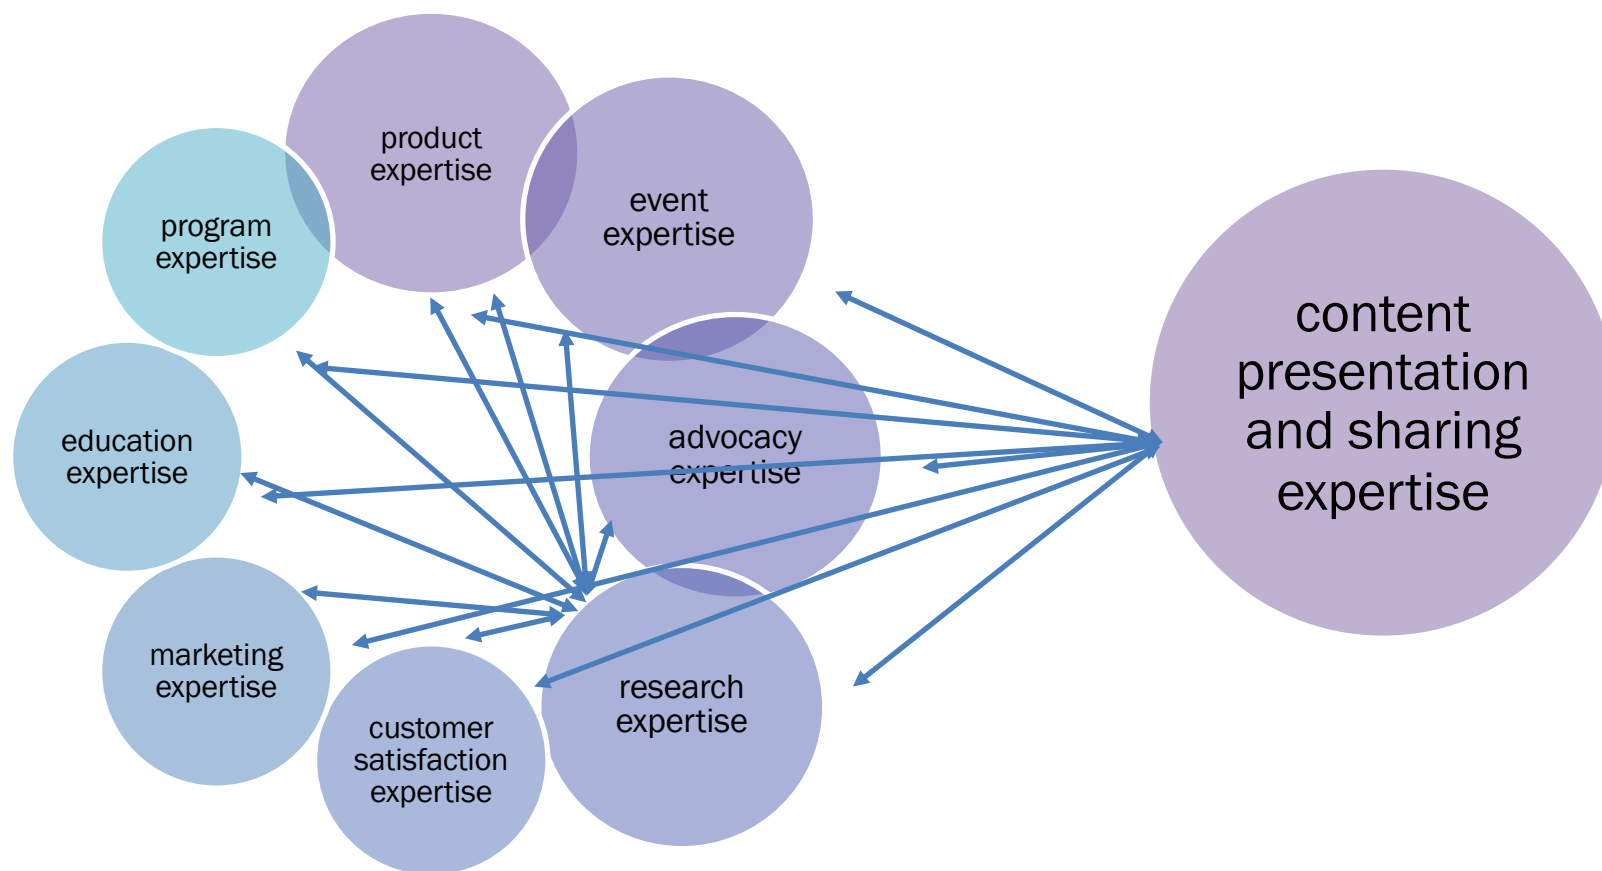 product
expertise
event
expertise
program
expertise
content
presentation
and sharing
expertise
advocacy
expertise
education
expertise
marketing
expertise
research
expertise
customer
satisfaction
expertise